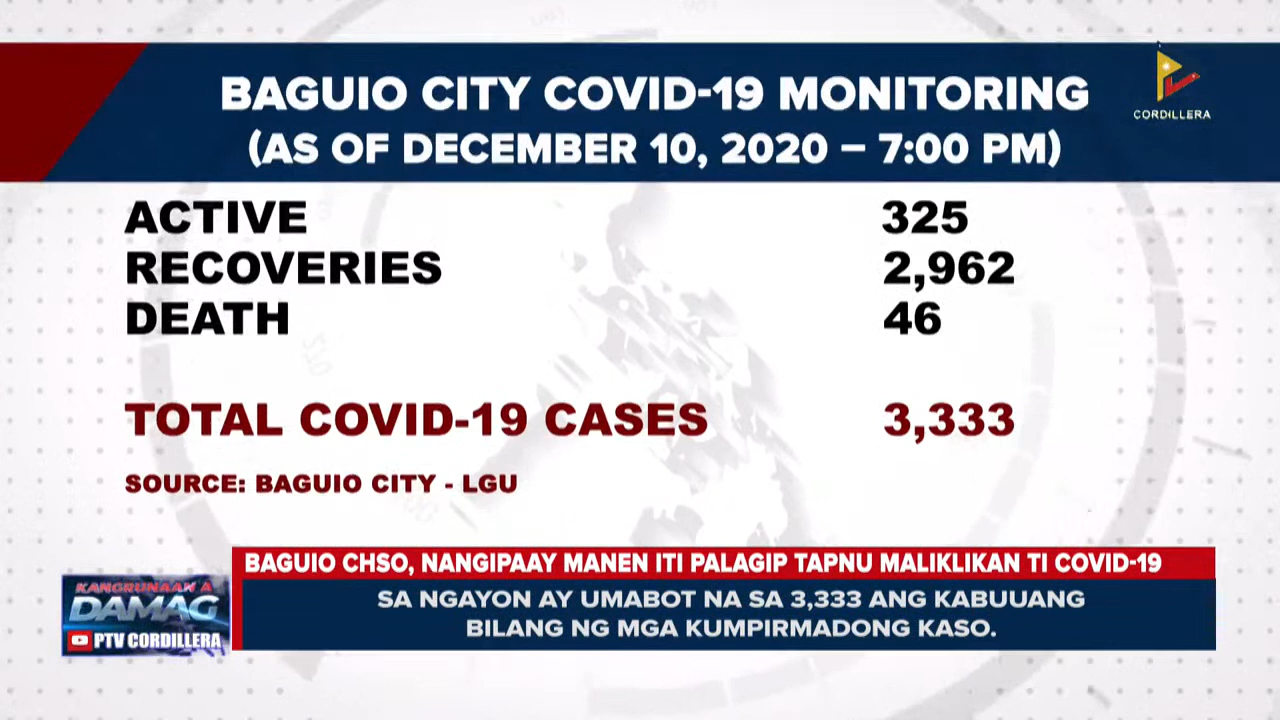 BAGUIO CITY COVID-19 MONITORING
(AS OF DECEMBER 10, 2020 – 7:00 PM)
CORDILLERA
ACTIVE 325
RECOVERIES 2,962
DEATH 46
TOTAL COVID-19 CASES 3,333
SOURCE: BAGUIO CITY - LGU
BAGUIO CHSO, NANGIPAAY MANEN ITI PALAGIP TAPNU MALIKLIKAN TI COVID-19
KANGRUNAAN A
DAMAG
PTV CORDILLERA
SA NGAYON AY UMABOT NA SA 3,333 ANG KABUUANG
BILANG NG MGA KUMPIRMADONG KASO.